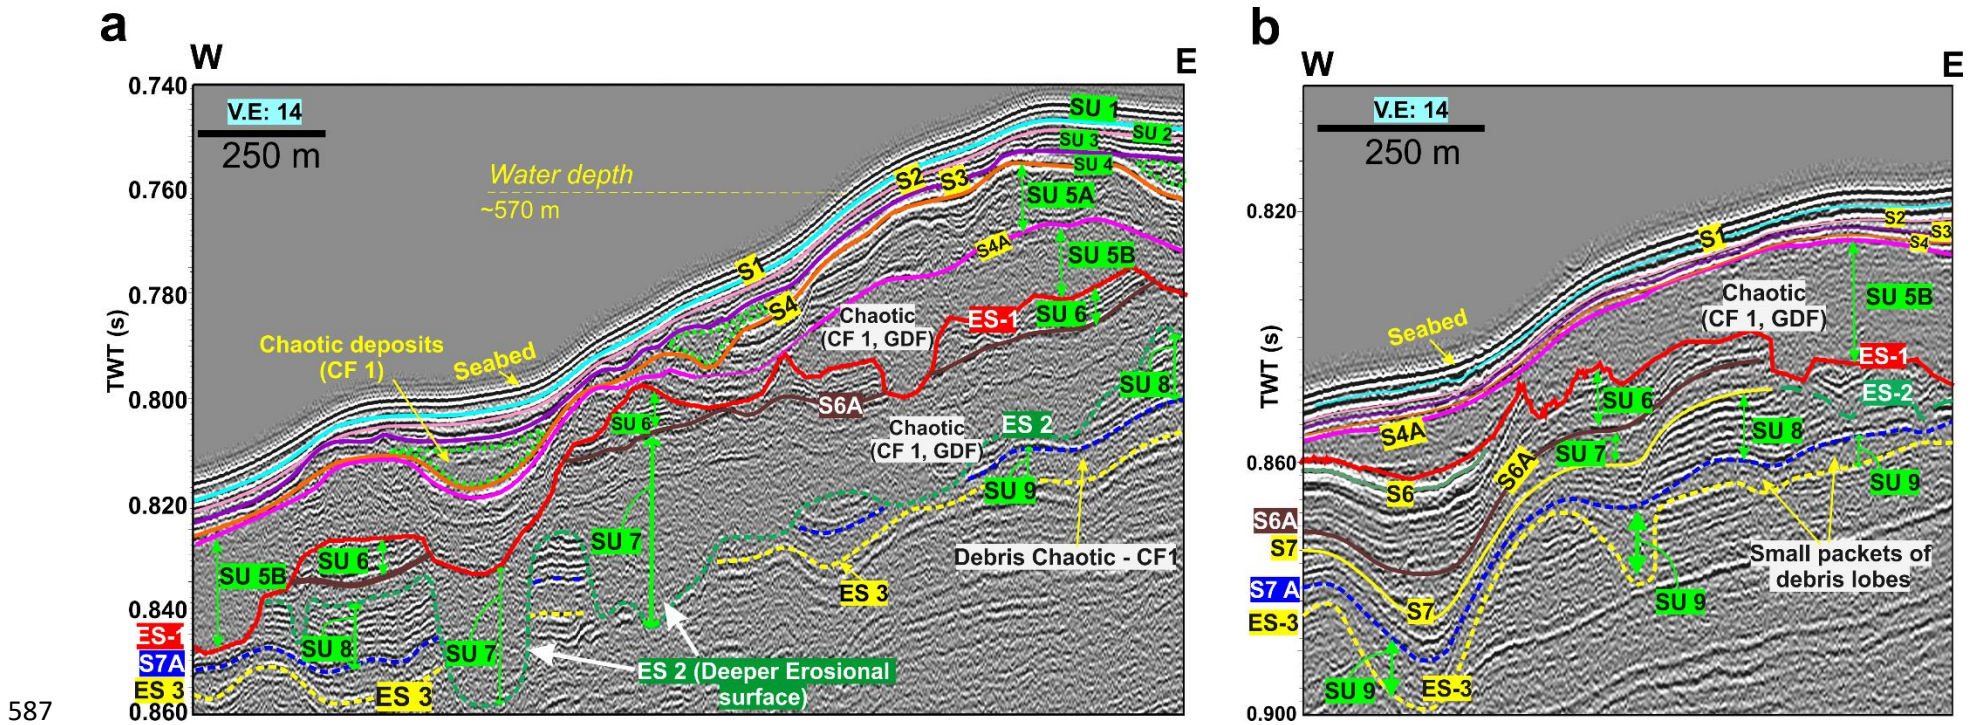 a
W
E
0.740
0.760
0.780
0.800
0.820
0.840
0.860
TWT (s)
V.E: 14
250 m
Water depth
~570 m
SU 1
SU 2
SU 3
SU 4
S2
S3
SU 5A
S4A
SU 5B
S1
S4
Chaotic
(CF 1, GDF)
ES-1
SU 6
Chaotic deposits
(CF 1)
Seabed
SU 8
S6A
SU 6
Chaotic
(CF 1, GDF)
ES 2
SU 9
SU 7
Debris Chaotic - CF1
SU 6
SU 5B
ES 3
SU 8
SU 7
ES-1
S7A
ES 3
ES 3
ES 2 (Deeper Erosional
surface)
587
b
W
E
0.820
0.860
0.900
TWT (s)
V.E: 14
250 m
S2
S1
S3
S4
Chaotic
(CF 1, GDF)
SU 5B
Seabed
ES-1
ES-2
SU 6
S4A
SU 8
SU 7
S6A
SU 9
S6
S6A
S7
Small packets of
debris lobes
S7 A
SU 9
S7
ES-3
SU 9
ES-3